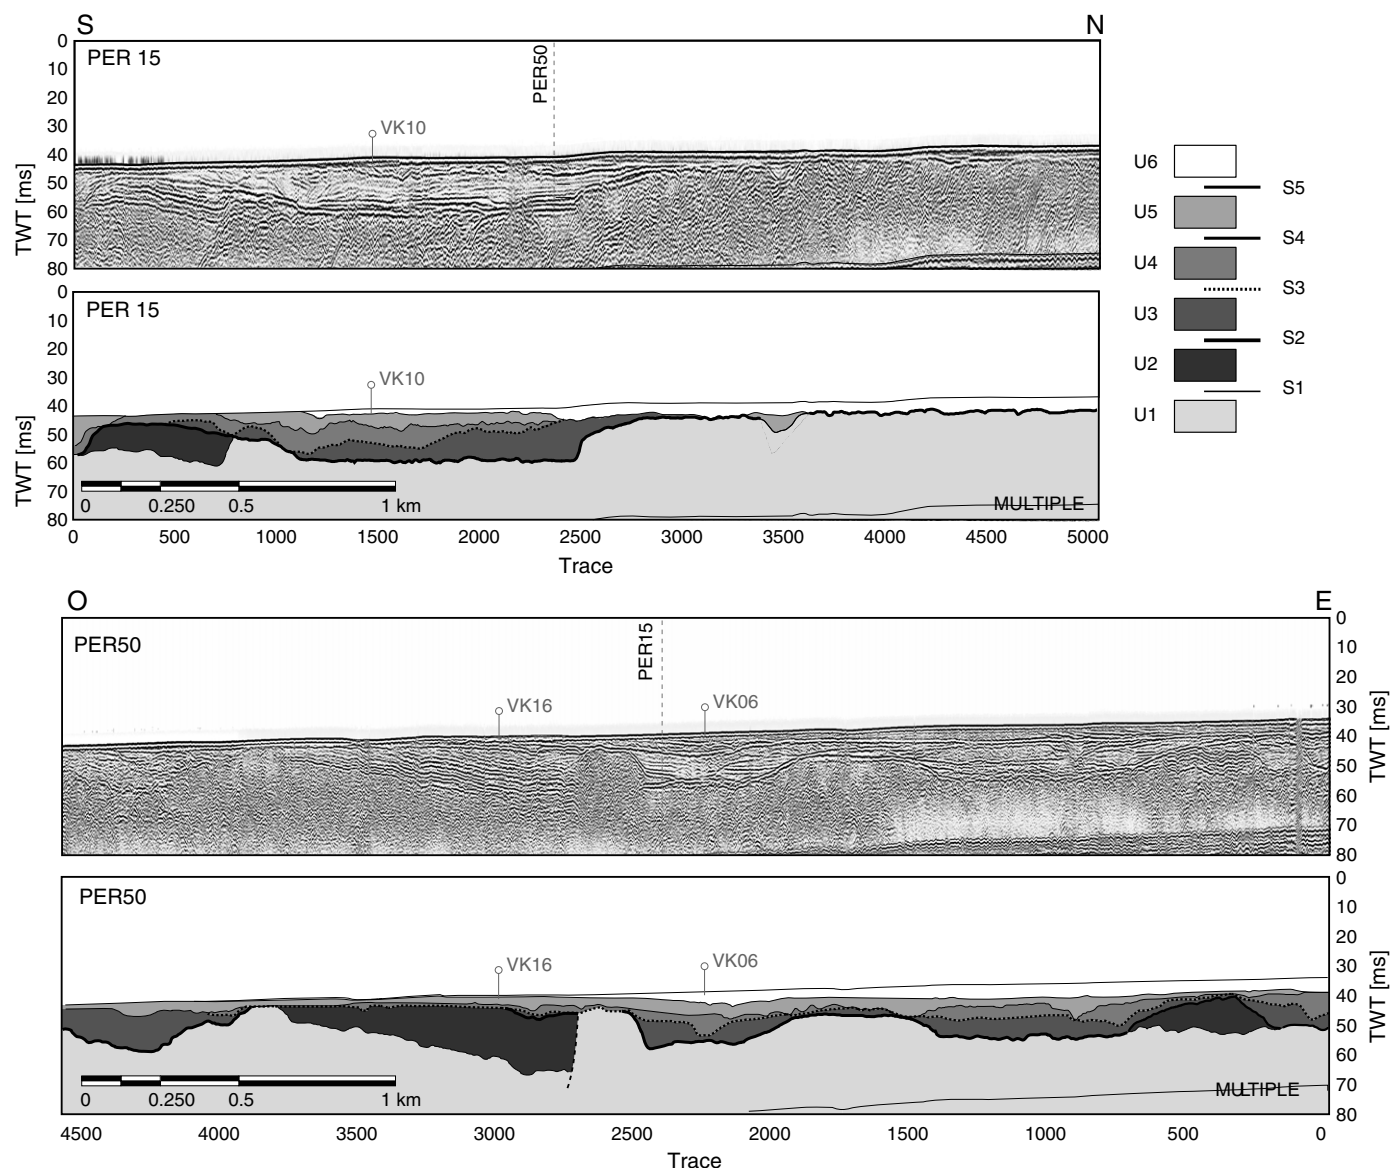 S N
0
10
20
30
40
50
60
70
80
TWT [ms]
PER 15
PER50
VK10
U6
S5
U5
S4
U4
S3
U3
S2
U2
S1
U1
0
10
20
30
40
50
60
70
80
TWT [ms]
PER 15
VK10
0 0.250 0.5 1 km
MULTIPLE
0 500 1000 1500 2000 2500 3000 3500 4000 4500 5000
Trace
O E
PER50
PER15
VK16
VK06
0
10
20
30
40
50
60
70
80
TWT [ms]
PER50
VK16
VK06
0
10
20
30
40
50
60
70
80
TWT [ms]
0 0.250 0.5 1 km
MULTIPLE
4500 4000 3500 3000 2500 2000 1500 1000 500 0
Trace